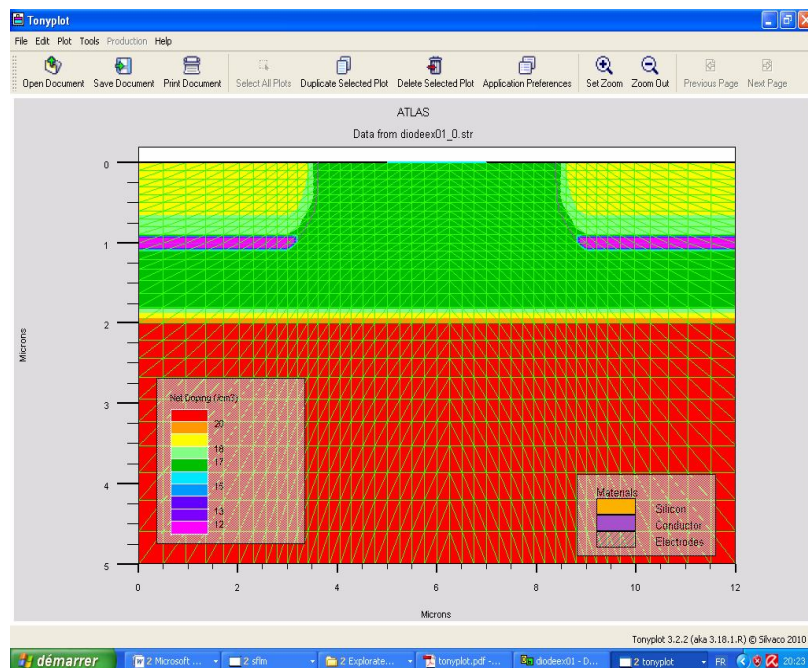 Tonyplot
File Edit Plot Tools Production Help
Open Document Save Document Print Document Select All Plots Duplicate Selected Plot Delete Selected Plot Application Preferences Set Zoom Zoom Out Previous Page Next Page
ATLAS
Data from diodeex01_0.str
0
1
2
3
4
5
Microns
Net Doping (/cm3)
20
18
17
15
13
12
Materials
Silicon
Conductor
Electrodes
0 2 4 6 8 10 12
Microns
Tonyplot 3.2.2 (aka 3.18.1.R) © Silvaco 2010
démarrer 2 Microsoft ... 2 sflm 2 Explorate... tonyplot.pdf -... diodeex01 - D... 2 tonyplot FR 20:23